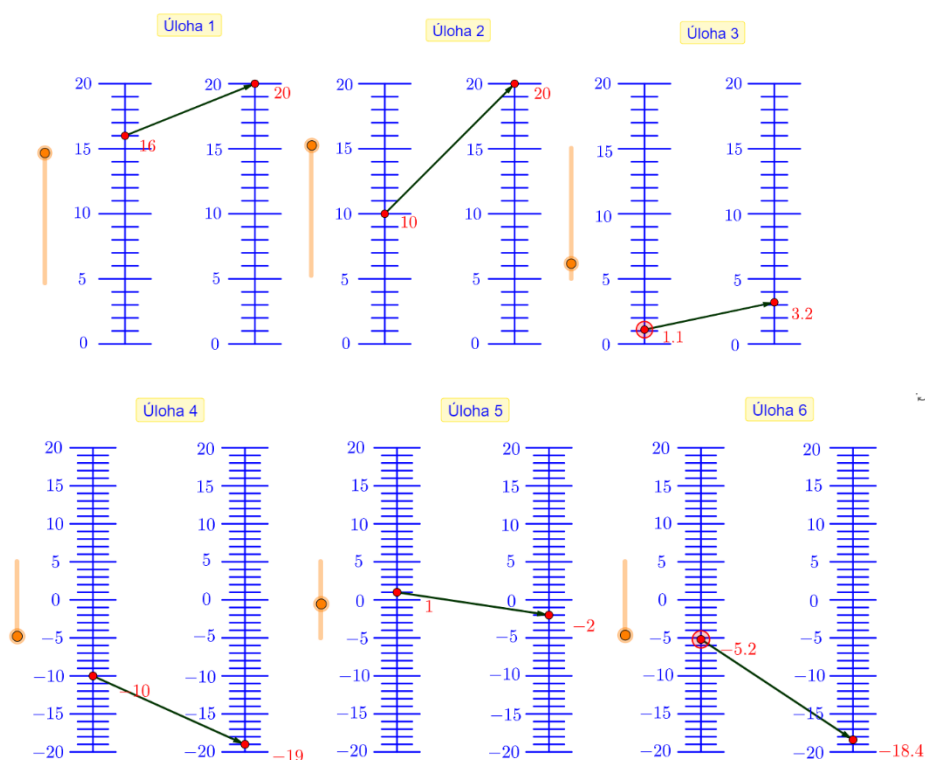 Úloha 1
Úloha 2
Úloha 3
20 20 20 20 20 20
20 20
16
15 15 15 15 15 15
10 10 10 10 10 10
10
5 5 5 5 5 5
3.2
1.1
0 0 0 0 0 0
Úloha 4 Úloha 5 Úloha 6
20 20 20 20 20 20
15 15 15 15 15 15
10 10 10 10 10 10
5 5 5 5 5 5
0 0 0 0 0 0
1
−2
−5 −5 −5 −5 −5 −5
−5.2
−10 −10 −10 −10 −10 −10
−10
−15 −15 −15 −15 −15 −15
−20 −20 −20 −20 −20 −20
−19 −18.4